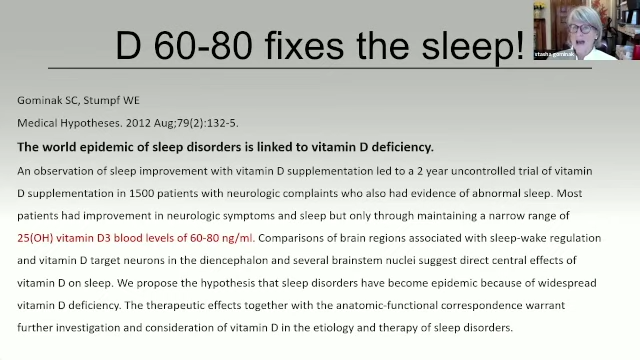 D 60-80 fixes the sleep!
stasha gominak
Gominak SC, Stumpf WE
Medical Hypotheses. 2012 Aug;79(2):132-5.
The world epidemic of sleep disorders is linked to vitamin D deficiency.
An observation of sleep improvement with vitamin D supplementation led to a 2 year uncontrolled trial of vitamin
D supplementation in 1500 patients with neurologic complaints who also had evidence of abnormal sleep. Most
patients had improvement in neurologic symptoms and sleep but only through maintaining a narrow range of
25(OH) vitamin D3 blood levels of 60-80 ng/ml. Comparisons of brain regions associated with sleep-wake regulation
and vitamin D target neurons in the diencephalon and several brainstem nuclei suggest direct central effects of
vitamin D on sleep. We propose the hypothesis that sleep disorders have become epidemic because of widespread
vitamin D deficiency. The therapeutic effects together with the anatomic-functional correspondence warrant
further investigation and consideration of vitamin D in the etiology and therapy of sleep disorders.